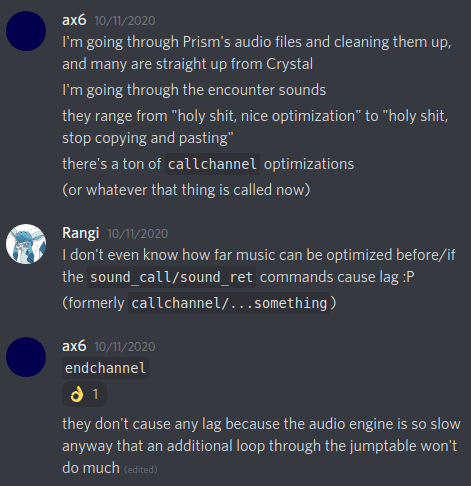 ax6 10/11/2020
I'm going through Prism's audio files and cleaning them up,
and many are straight up from Crystal
I'm going through the encounter sounds
they range from "holy shit, nice optimization" to "holy shit,
stop copying and pasting"
there's a ton of callchannel optimizations
(or whatever that thing is called now)
Rangi 10/11/2020
I don't even know how far music can be optimized before/if
the sound_call/sound_ret commands cause lag :P
(formerly callchannel/...something)
ax6 10/11/2020
endchannel
👌 1
they don't cause any lag because the audio engine is so slow
anyway that an additional loop through the jumptable won't
do much (edited)